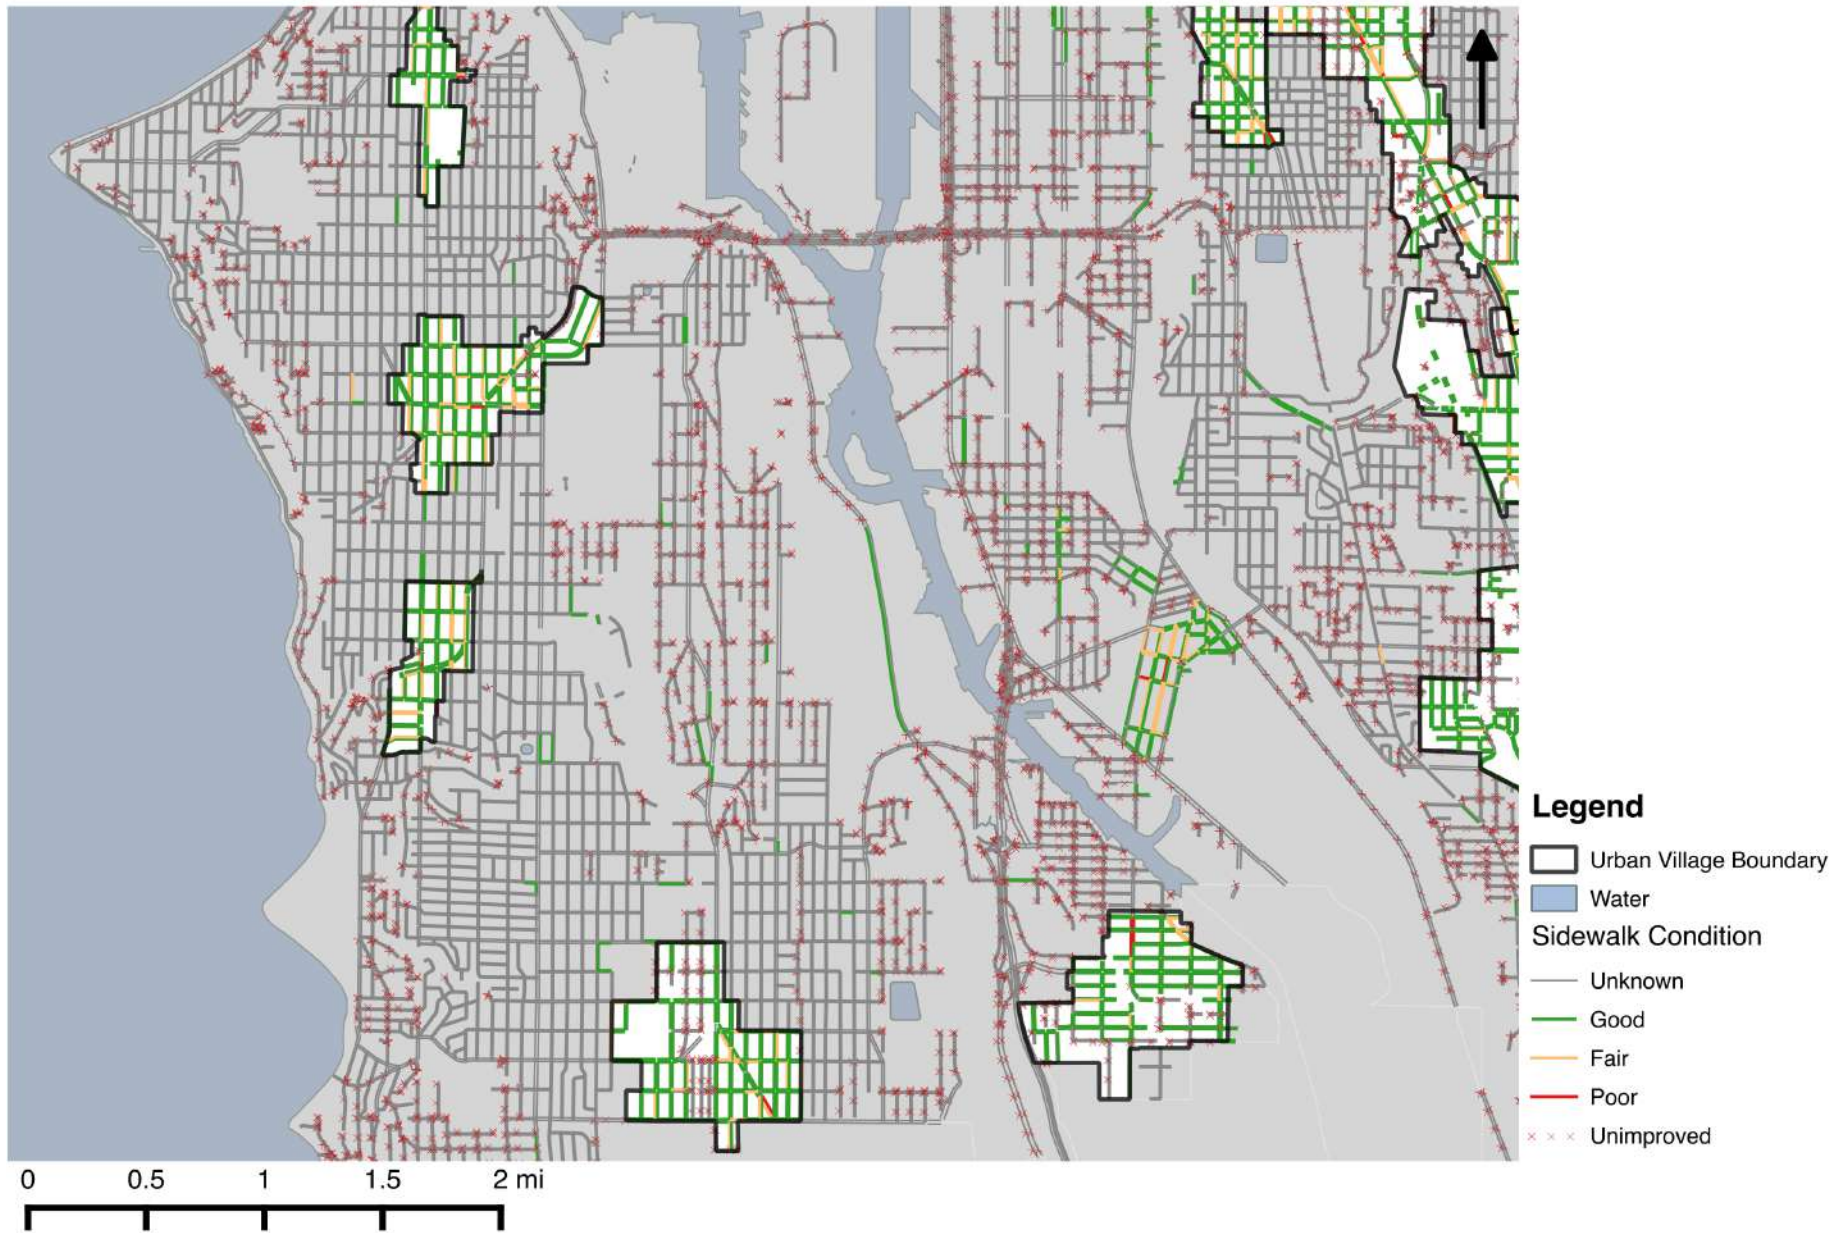 Legend
Urban Village Boundary
Water
Sidewalk Condition
Unknown
Good
Fair
Poor
Unimproved
0 0.5 1 1.5 2 mi